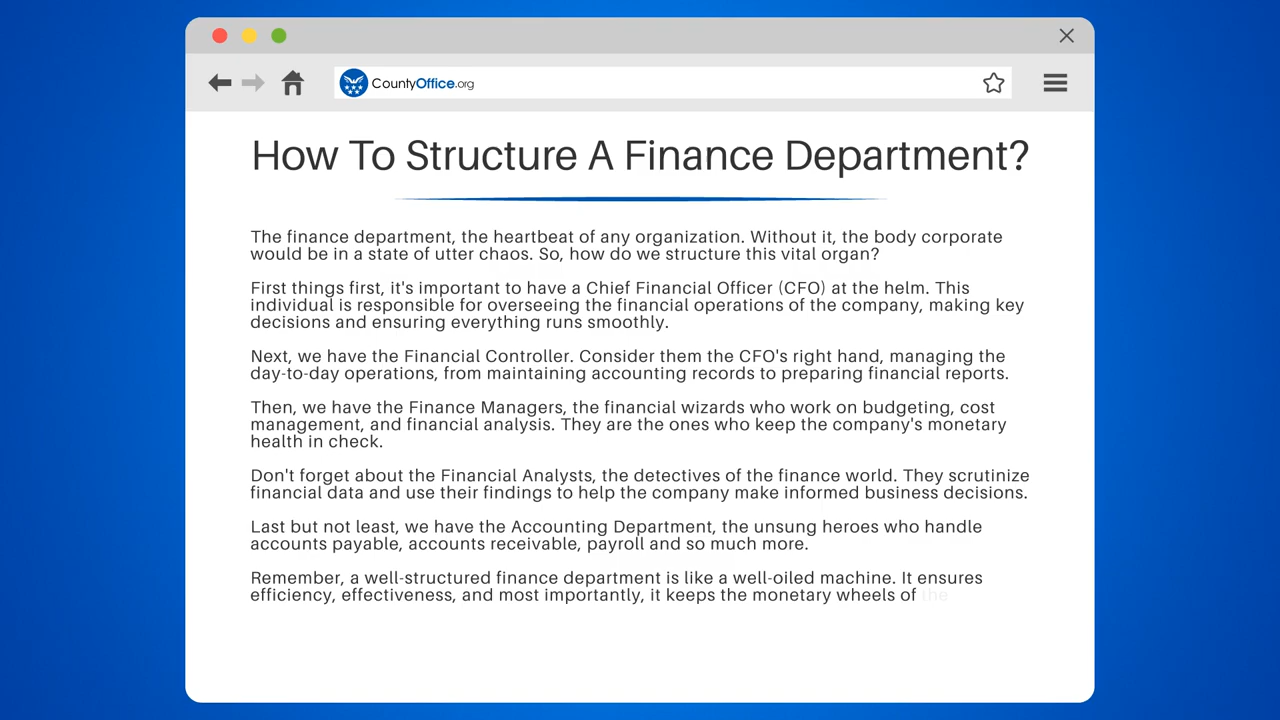 CountyOffice.org
How To Structure A Finance Department?
The finance department, the heartbeat of any organization. Without it, the body corporate
would be in a state of utter chaos. So, how do we structure this vital organ?
First things first, it's important to have a Chief Financial Officer (CFO) at the helm. This
individual is responsible for overseeing the financial operations of the company, making key
decisions and ensuring everything runs smoothly.
Next, we have the Financial Controller. Consider them the CFO's right hand, managing the
day-to-day operations, from maintaining accounting records to preparing financial reports.
Then, we have the Finance Managers, the financial wizards who work on budgeting, cost
management, and financial analysis. They are the ones who keep the company's monetary
health in check.
Don't forget about the Financial Analysts, the detectives of the finance world. They scrutinize
financial data and use their findings to help the company make informed business decisions.
Last but not least, we have the Accounting Department, the unsung heroes who handle
accounts payable, accounts receivable, payroll and so much more.
Remember, a well-structured finance department is like a well-oiled machine. It ensures
efficiency, effectiveness, and most importantly, it keeps the monetary wheels of the